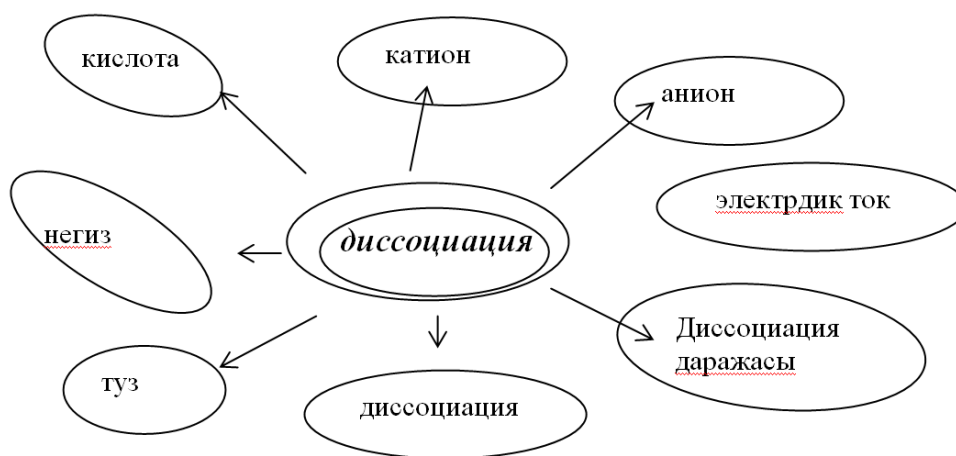 кислота
катион
анион
электрдик ток
негиз
диссоциация
Диссоциация
даражасы
туз
диссоциация